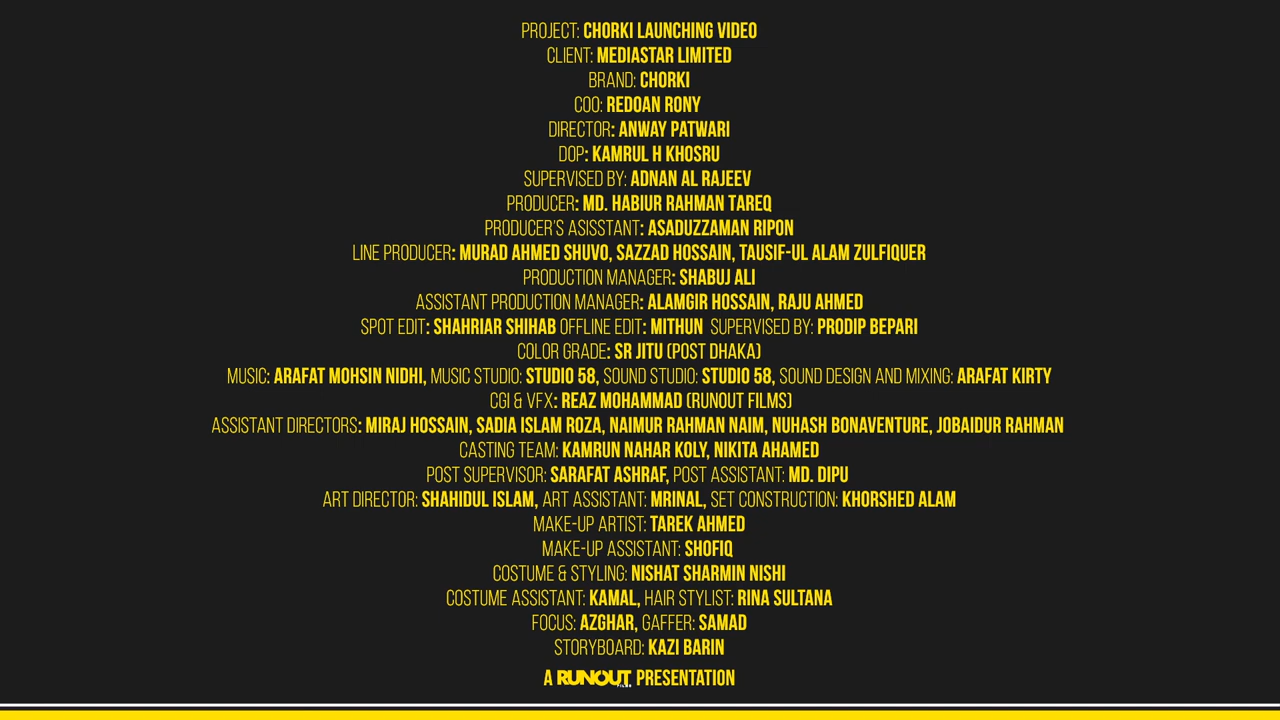 PROJECT: CHORKI LAUNCHING VIDEO
CLIENT: MEDIASTAR LIMITED
BRAND: CHORKI
COO: REDOAN RONY
DIRECTOR: ANWAY PATWARI
DOP: KAMRUL H KHOSRU
SUPERVISED BY: ADNAN AL RAJEEV
PRODUCER: MD. HABIUR RAHMAN TAREQ
PRODUCER'S ASISSTANT: ASADUZZAMAN RIPON
LINE PRODUCER: MURAD AHMED SHUVO, SAZZAD HOSSAIN, TAUSIF-UL ALAM ZULFIQUER
PRODUCTION MANAGER: SHABUJ ALI
ASSISTANT PRODUCTION MANAGER: ALAMGIR HOSSAIN, RAJU AHMED
SPOT EDIT: SHAHRIAR SHIHAB OFFLINE EDIT: MITHUN SUPERVISED BY: PRODIP BEPARI
COLOR GRADE: SR JITU (POST DHAKA)
MUSIC: ARAFAT MOHSIN NIDHI, MUSIC STUDIO: STUDIO 58, SOUND STUDIO: STUDIO 58, SOUND DESIGN AND MIXING: ARAFAT KIRTY
CGI & VFX: REAZ MOHAMMAD (RUNOUT FILMS)
ASSISTANT DIRECTORS: MIRAJ HOSSAIN, SADIA ISLAM ROZA, NAIMUR RAHMAN NAIM, NUHASH BONAVENTURE, JOBAIDUR RAHMAN
CASTING TEAM: KAMRUN NAHAR KOLY, NIKITA AHAMED
POST SUPERVISOR: SARAFAT ASHRAF, POST ASSISTANT: MD. DIPU
ART DIRECTOR: SHAHIDUL ISLAM, ART ASSISTANT: MRINAL, SET CONSTRUCTION: KHORSHED ALAM
MAKE-UP ARTIST: TAREK AHMED
MAKE-UP ASSISTANT: SHOFIQ
COSTUME & STYLING: NISHAT SHARMIN NISHI
COSTUME ASSISTANT: KAMAL, HAIR STYLIST: RINA SULTANA
FOCUS: AZGHAR, GAFFER: SAMAD
STORYBOARD: KAZI BARIN
A RUNOUT FILMS PRESENTATION